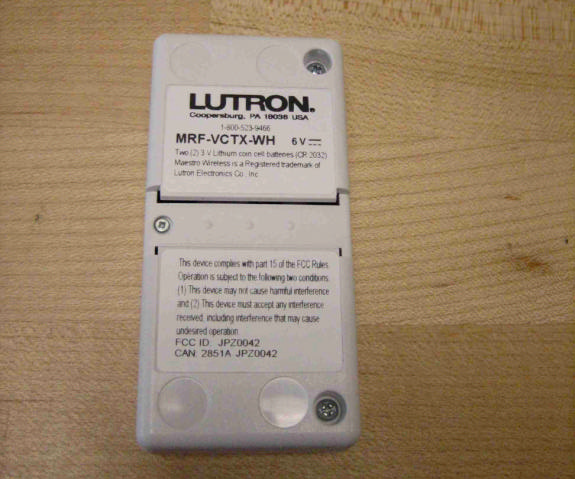 LUTRON.
Coopersburg, PA 18036 USA
1-800-523-9466
MRF-VCTX-WH 6 V
Two (2) 3 V Lithium coin cell batteries (CR 2032)
Maestro Wireless is a Registered trademark of
Lutron Electronics Co., Inc.
This device complies with part 15 of the FCC Rules.
Operation is subject to the following two conditions.
(1) This device may not cause harmful interference
and (2) This device must accept any interference
received, including interference that may cause
undesired operation.
FCC ID: JPZ0042
CAN: 2851A JPZ0042